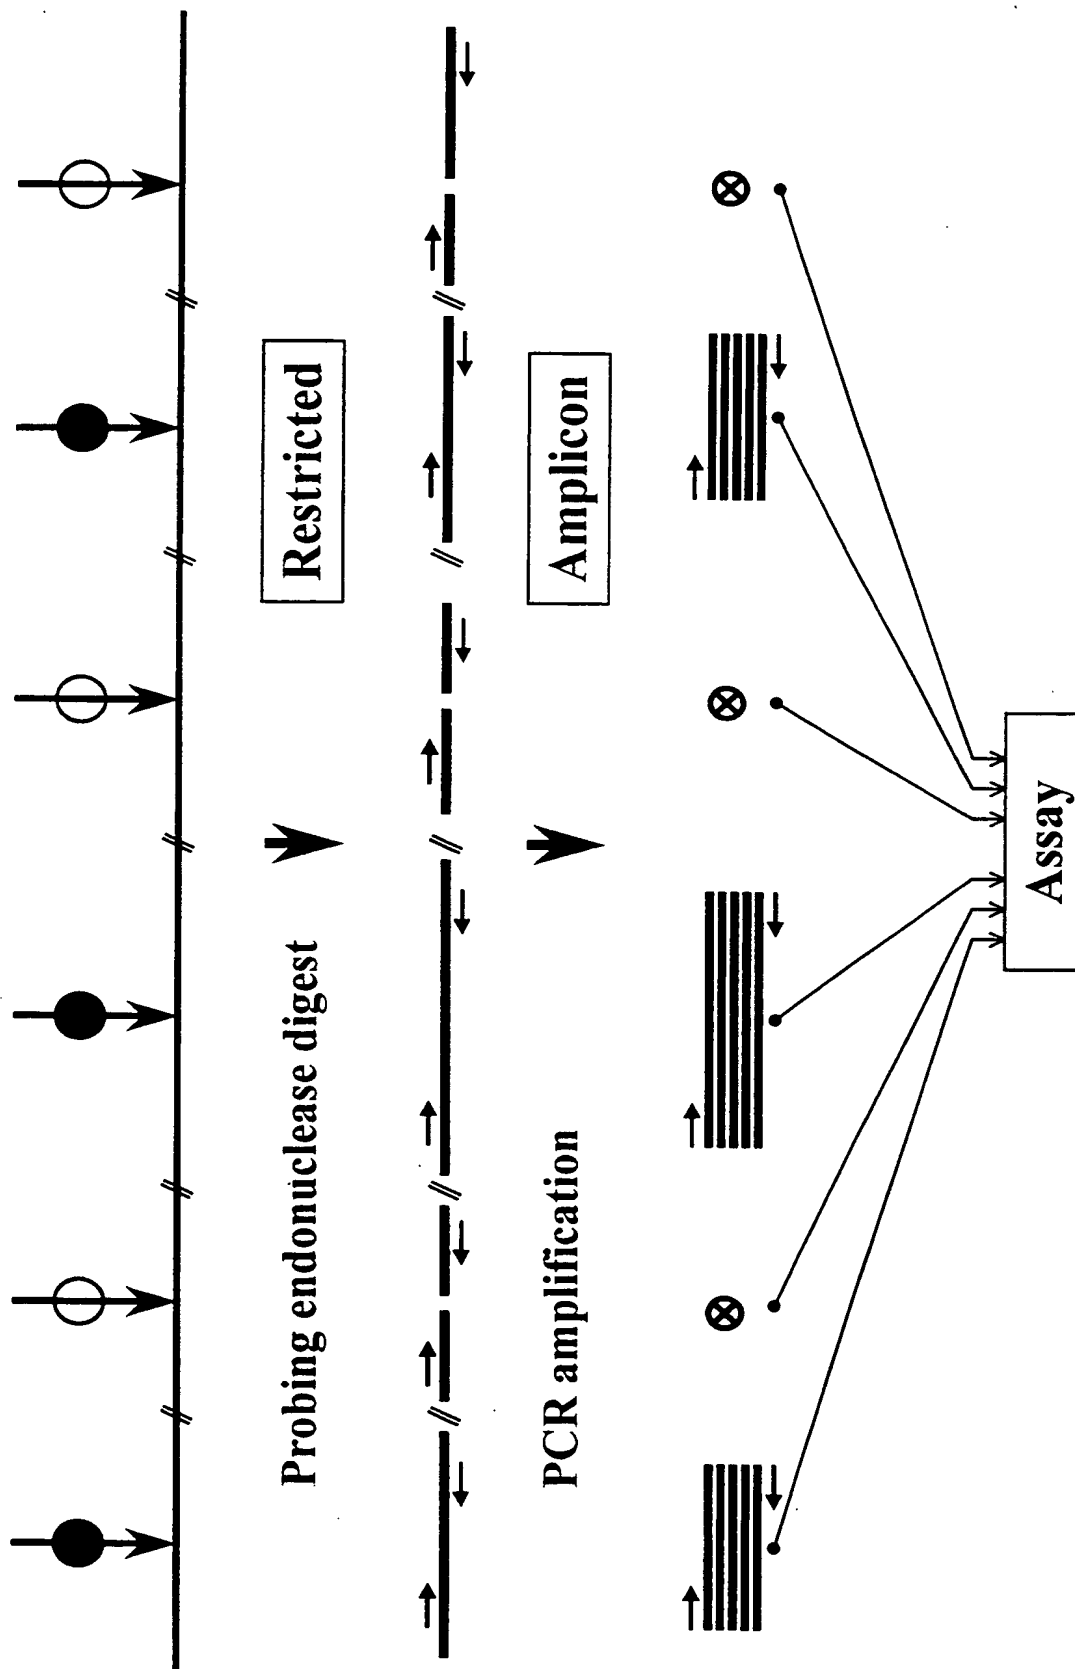 Probing endonuclease digest
Restricted
PCR amplification
Amplicon
Assay